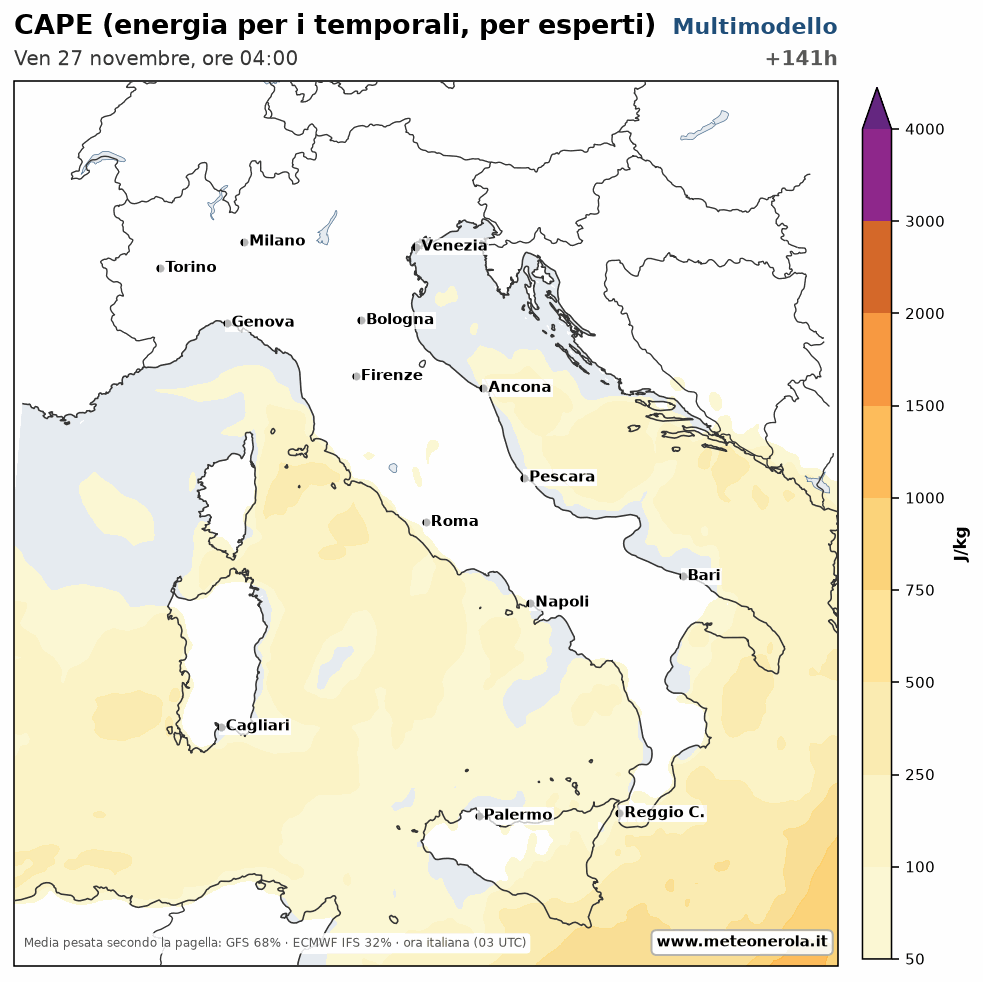 CAPE (energia per i temporali, per esperti)
Multimodello
Ven 27 novembre, ore 04:00
+141h
4000
3000
2000
1500
1000
750
500
250
100
50
J/kg
Milano
Venezia
Torino
Genova
Bologna
Firenze
Ancona
Pescara
Roma
Bari
Napoli
Cagliari
Palermo
Reggio C.
Media pesata secondo la pagella: GFS 68% · ECMWF IFS 32% · ora italiana (03 UTC)
www.meteonerola.it